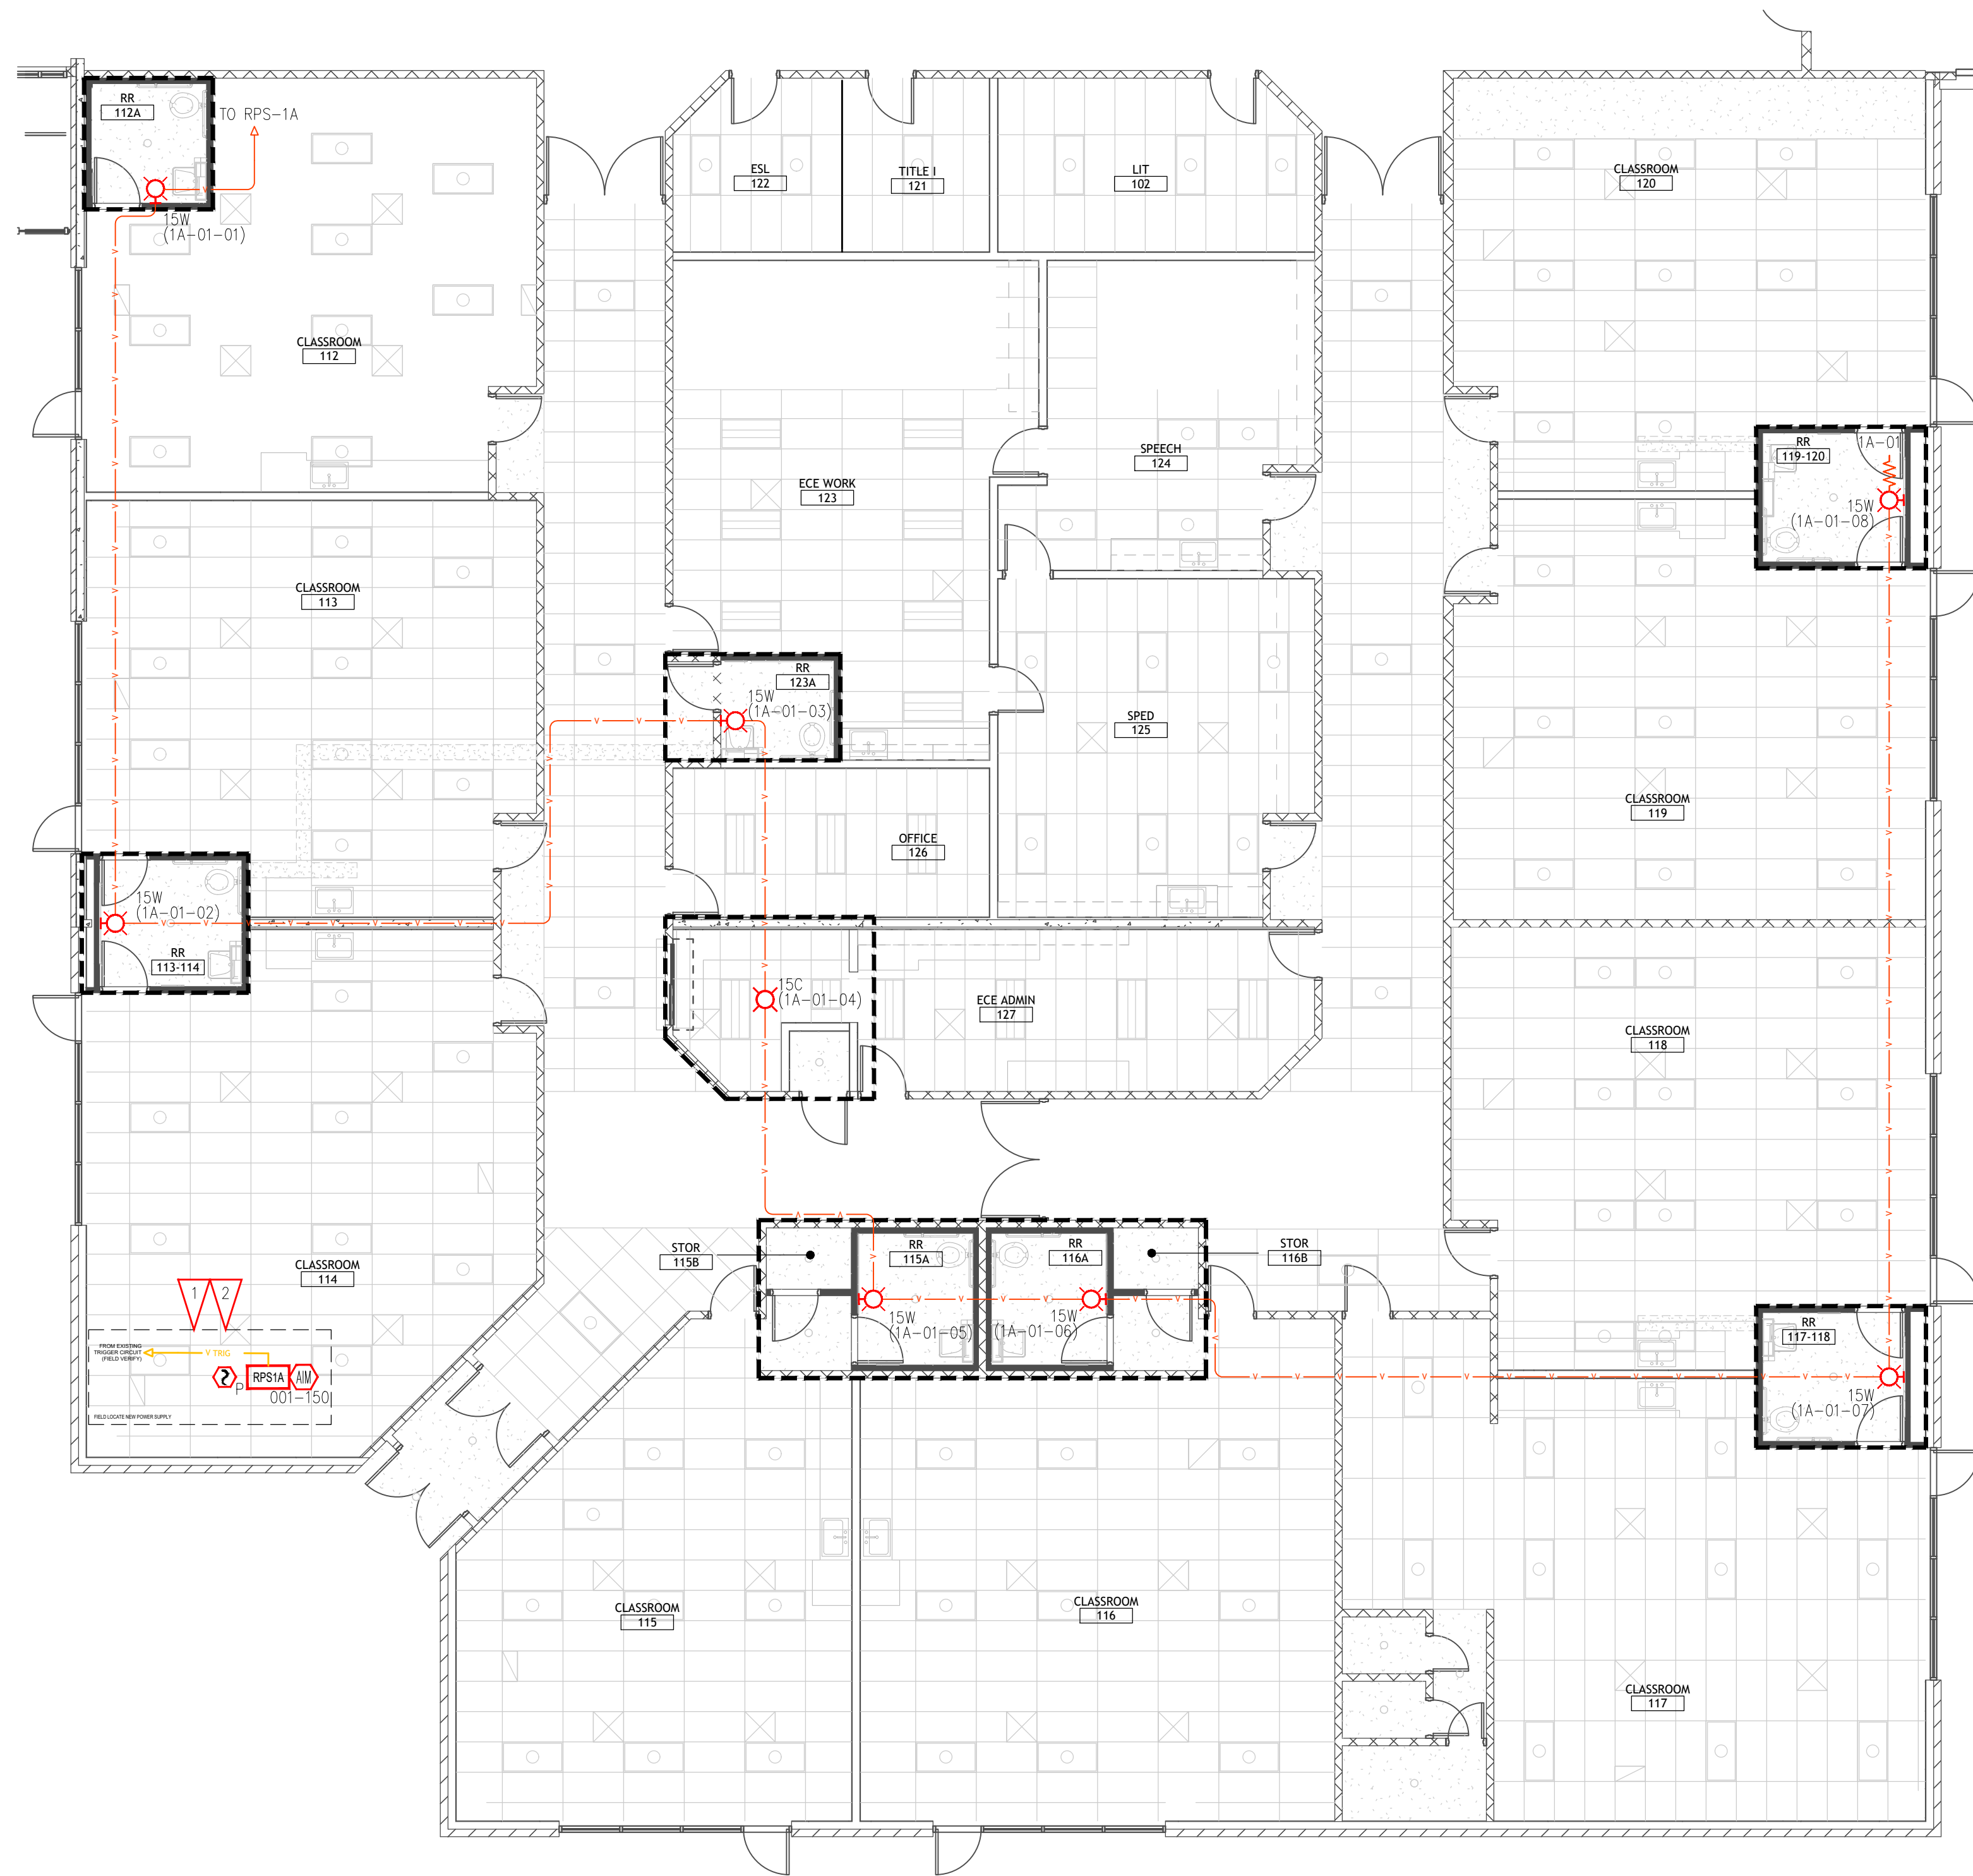 RR
112A
TO RPS-1A
15W
(1A-01-01)
ESL
122
TITLE I
121
LIT
102
CLASSROOM
120
CLASSROOM
112
RR
119-120
1A-01
15W
(1A-01-08)
SPEECH
124
ECE WORK
123
CLASSROOM
113
RR
123A
15W
(1A-01-03)
SPED
125
CLASSROOM
119
OFFICE
126
15W
(1A-01-02)
RR
113-114
15C
(1A-01-04)
ECE ADMIN
127
CLASSROOM
118
STOR
115B
RR
115A
RR
116A
STOR
116B
15W
(1A-01-05)
15W
(1A-01-06)
CLASSROOM
114
1
2
FROM EXISTING
TRIGGER CIRCUIT
(FIELD VERIFY)
V TRIG
P
RPS1A
AIM
001-150
FIELD LOCATE NEW POWER SUPPLY
RR
117-118
15W
(1A-01-07)
CLASSROOM
115
CLASSROOM
116
CLASSROOM
117